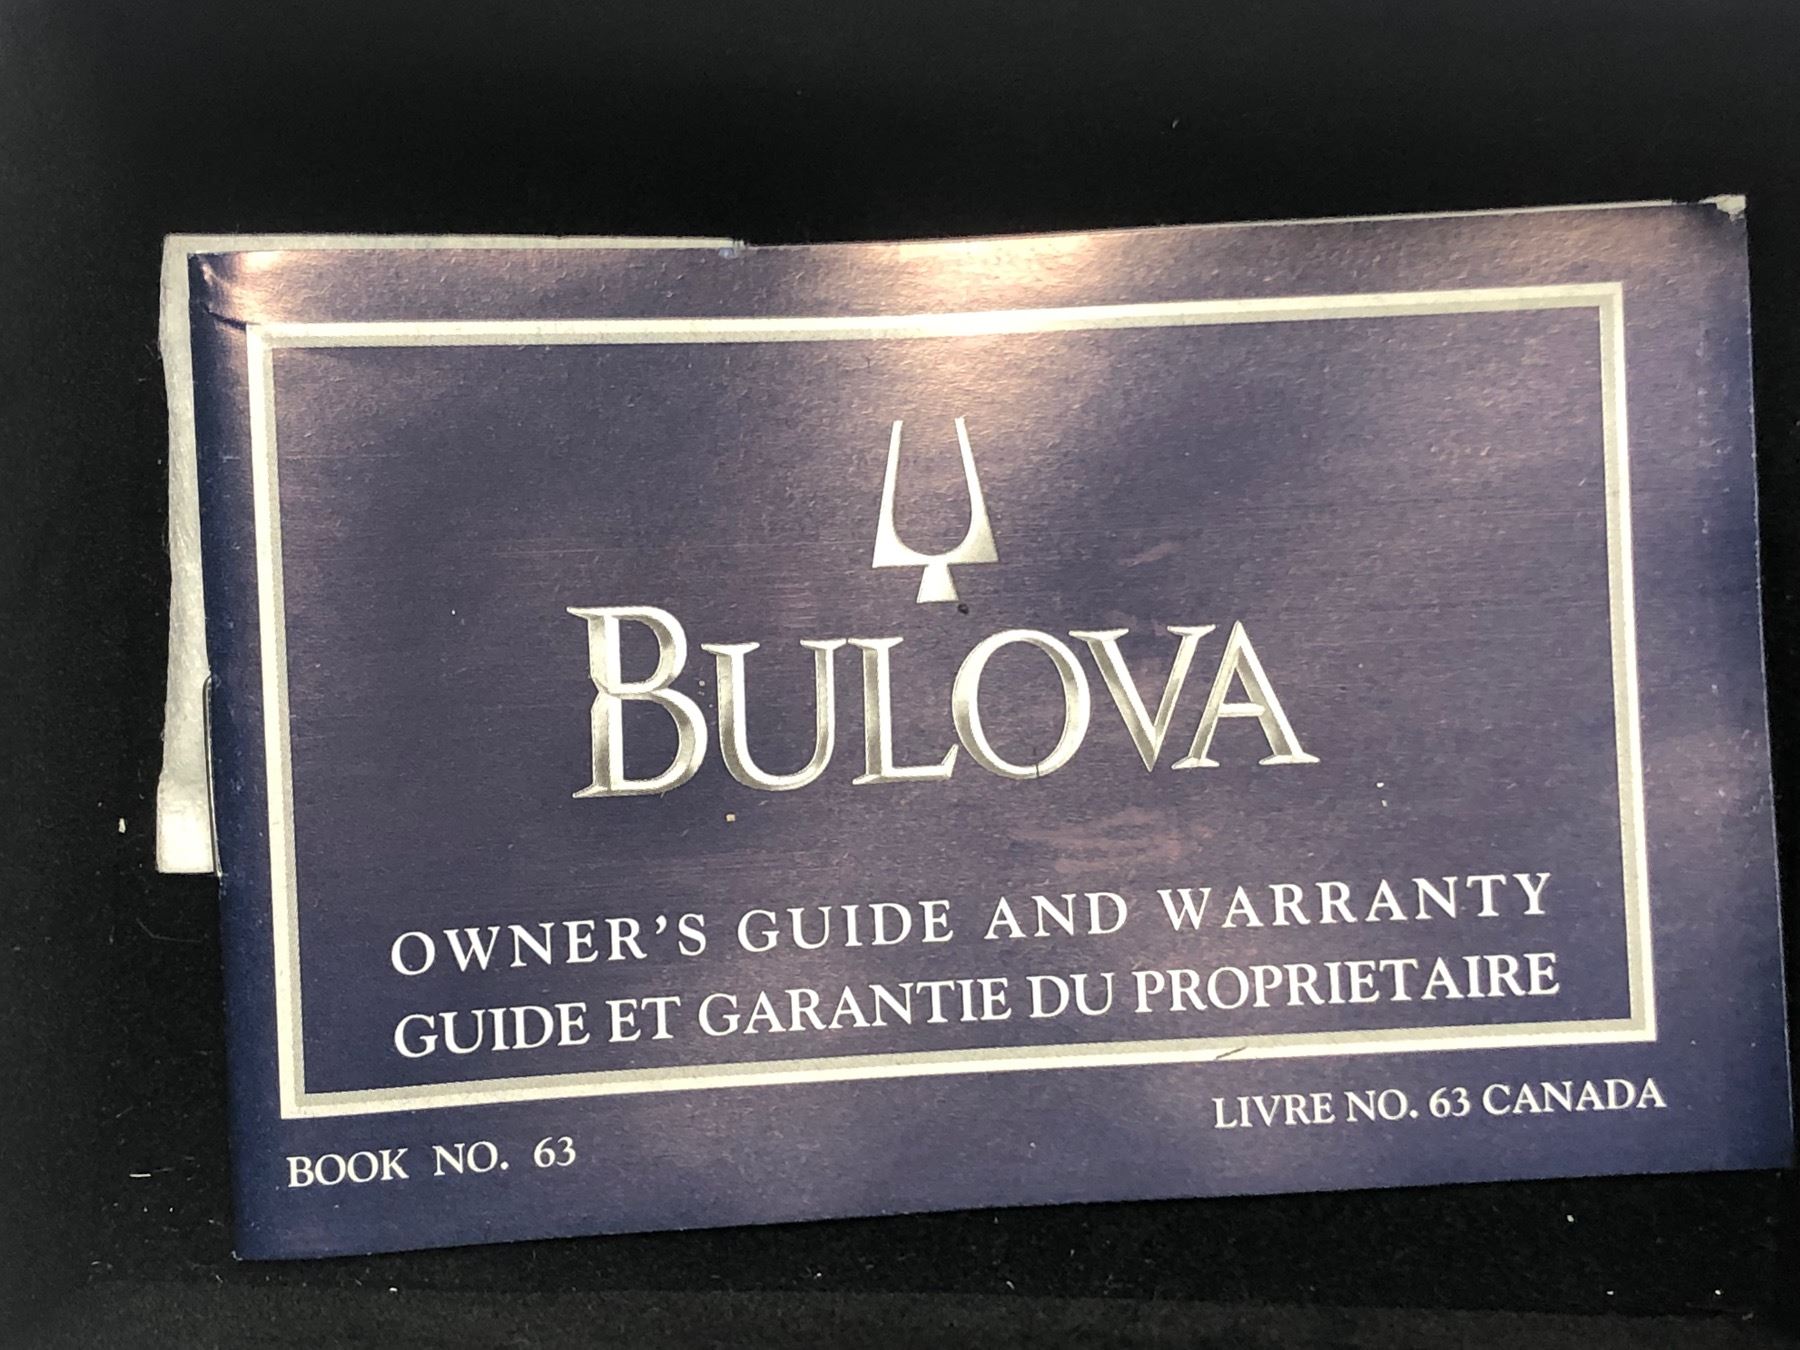 BULOVA
OWNER'S GUIDE AND WARRANTY
GUIDE ET GARANTIE DU PROPRIETAIRE
BOOK NO. 63
LIVRE NO. 63 CANADA